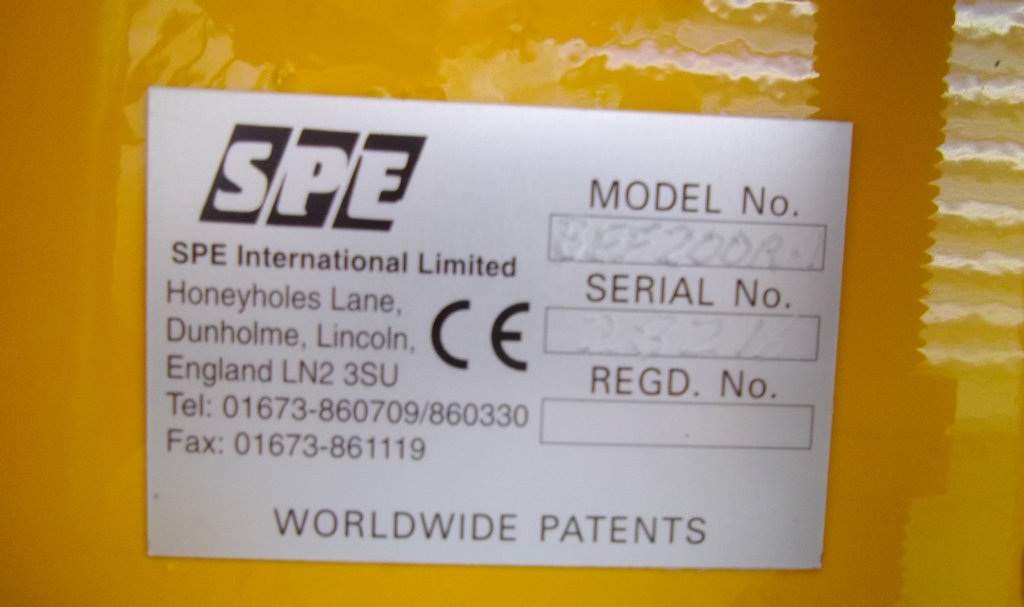 SPE
SPE International Limited
Honeyholes Lane,
Dunholme, Lincoln,
England LN2 3SU
Tel: 01673-860709/860330
Fax: 01673-861119
CE
MODEL No.
SERIAL No.
REGD. No.
WORLDWIDE PATENTS